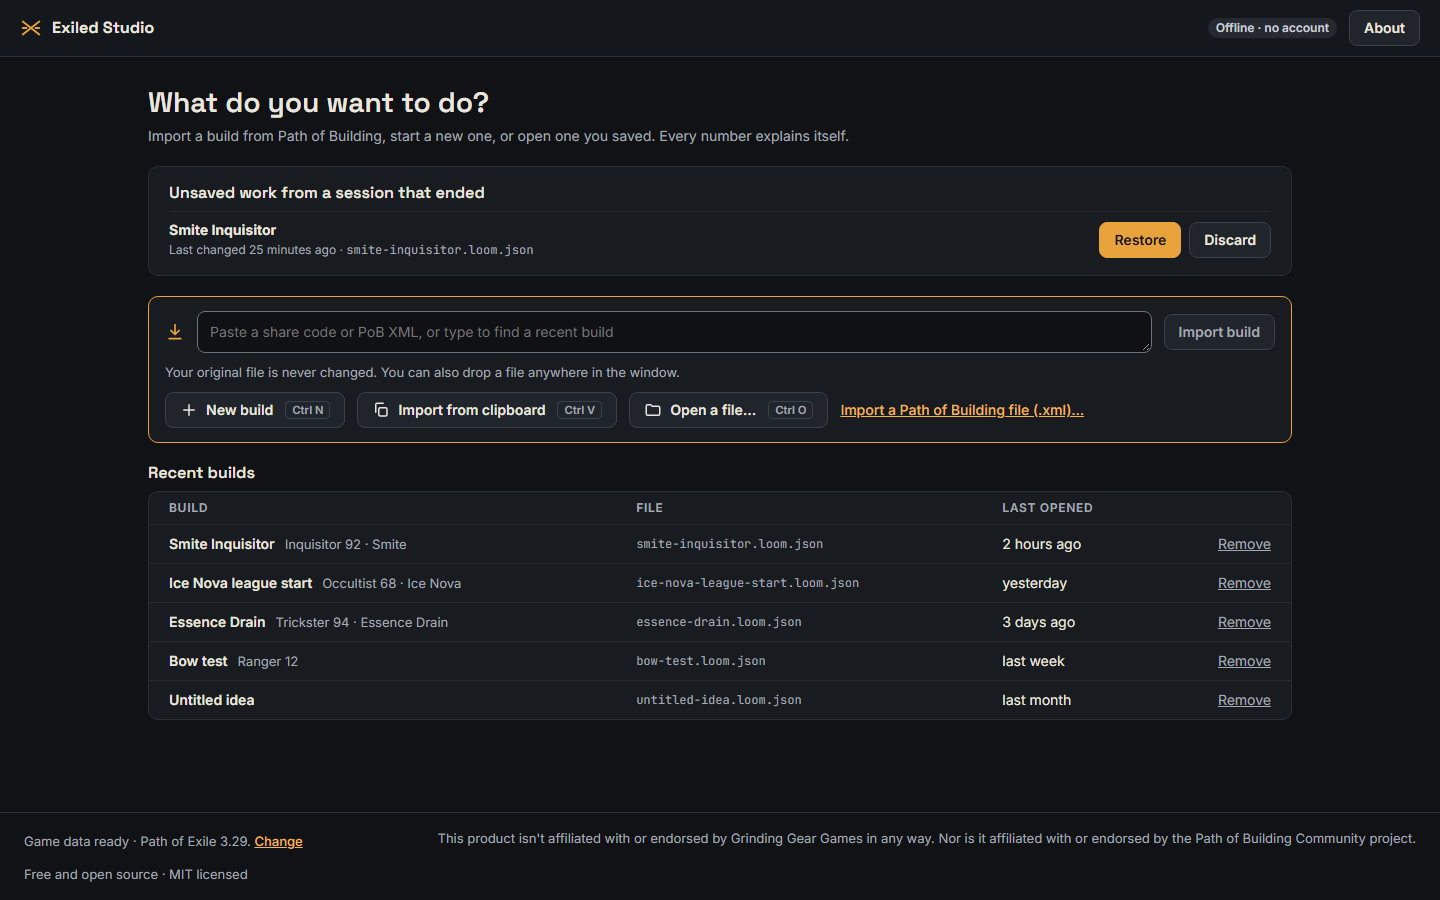 Exiled Studio
Offline · no account
About
What do you want to do?
Import a build from Path of Building, start a new one, or open one you saved. Every number explains itself.
Unsaved work from a session that ended
Smite Inquisitor
Last changed 25 minutes ago · smite-inquisitor.loom.json
Restore
Discard
Paste a share code or PoB XML, or type to find a recent build
Import build
Your original file is never changed. You can also drop a file anywhere in the window.
New build Ctrl N
Import from clipboard Ctrl V
Open a file... Ctrl O
Import a Path of Building file (.xml)...
Recent builds
BUILD FILE LAST OPENED
Smite Inquisitor Inquisitor 92 · Smite smite-inquisitor.loom.json 2 hours ago Remove
Ice Nova league start Occultist 68 · Ice Nova ice-nova-league-start.loom.json yesterday Remove
Essence Drain Trickster 94 · Essence Drain essence-drain.loom.json 3 days ago Remove
Bow test Ranger 12 bow-test.loom.json last week Remove
Untitled idea untitled-idea.loom.json last month Remove
Game data ready · Path of Exile 3.29. Change
This product isn't affiliated with or endorsed by Grinding Gear Games in any way. Nor is it affiliated with or endorsed by the Path of Building Community project.
Free and open source · MIT licensed